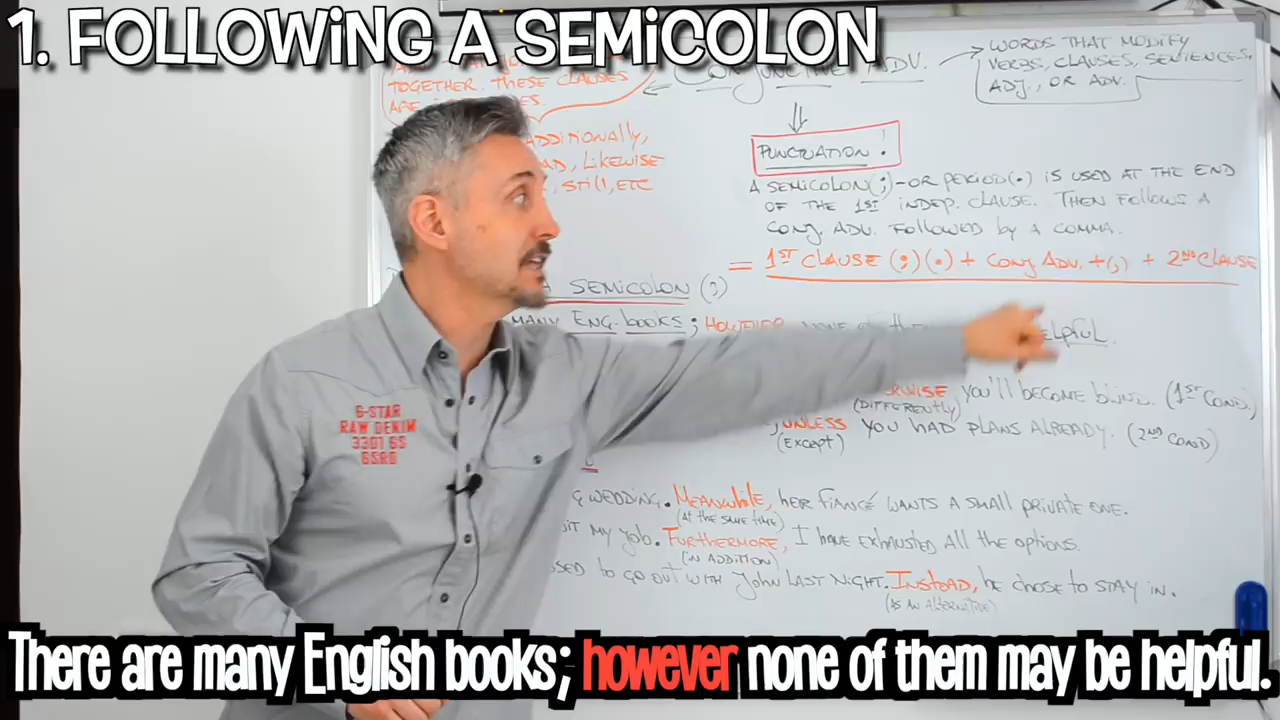 1. FOLLOWING A SEMICOLON
TOGETHER. THESE CLAUSES
ARE
ADDITIONALLY,
LIKEWISE
STILL, ETC
CONJUNCTIVE ADV.
WORDS THAT MODIFY
VERBS, CLAUSES, SENTENCES,
ADJ., OR ADV.
PUNCTUATION!
A SEMICOLON(;)-OR PERIOD(.) IS USED AT THE END
OF THE 1ST INDEP. CLAUSE. THEN FOLLOWS A
CONJ. ADV. FOLLOWED BY A COMMA.
= 1ST CLAUSE (;)(.) + CONJ ADV. +(,) + 2ND CLAUSE
A SEMICOLON (;)
MANY ENG. BOOKS; HOWEVER
HELPFUL.
YOU'LL BECOME BLIND. (1ST COND.)
(DIFFERENTLY)
;UNLESS YOU HAD PLANS ALREADY. (2ND COND)
(EXCEPT)
G WEDDING. MEANWHILE, HER FIANCÉ WANTS A SMALL PRIVATE ONE.
(AT THE SAME TIME)
MY JOB. FURTHERMORE, I HAVE EXHAUSTED ALL THE OPTIONS.
(IN ADDITION)
TO GO OUT WITH JOHN LAST NIGHT. INSTEAD, HE CHOSE TO STAY IN.
(AS AN ALTERNATIVE)
G-STAR
RAW DENIM
3301 GS
GSRD
There are many English books; however none of them may be helpful.